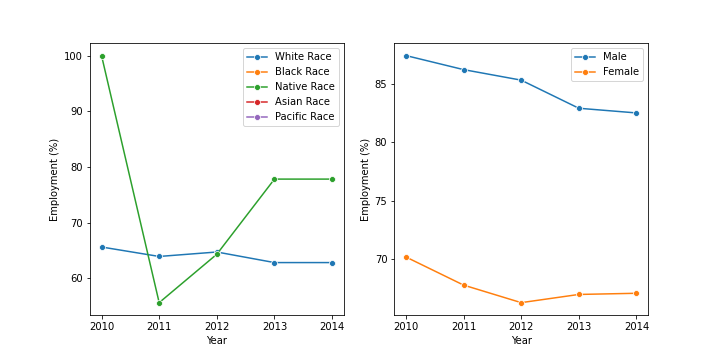 100
90
80
70
60
Employment (%)
2010 2011 2012 2013 2014
Year
White Race
Black Race
Native Race
Asian Race
Pacific Race
85
80
70
Employment (%)
2010 2011 2012 2013 2014
Year
Male
Female